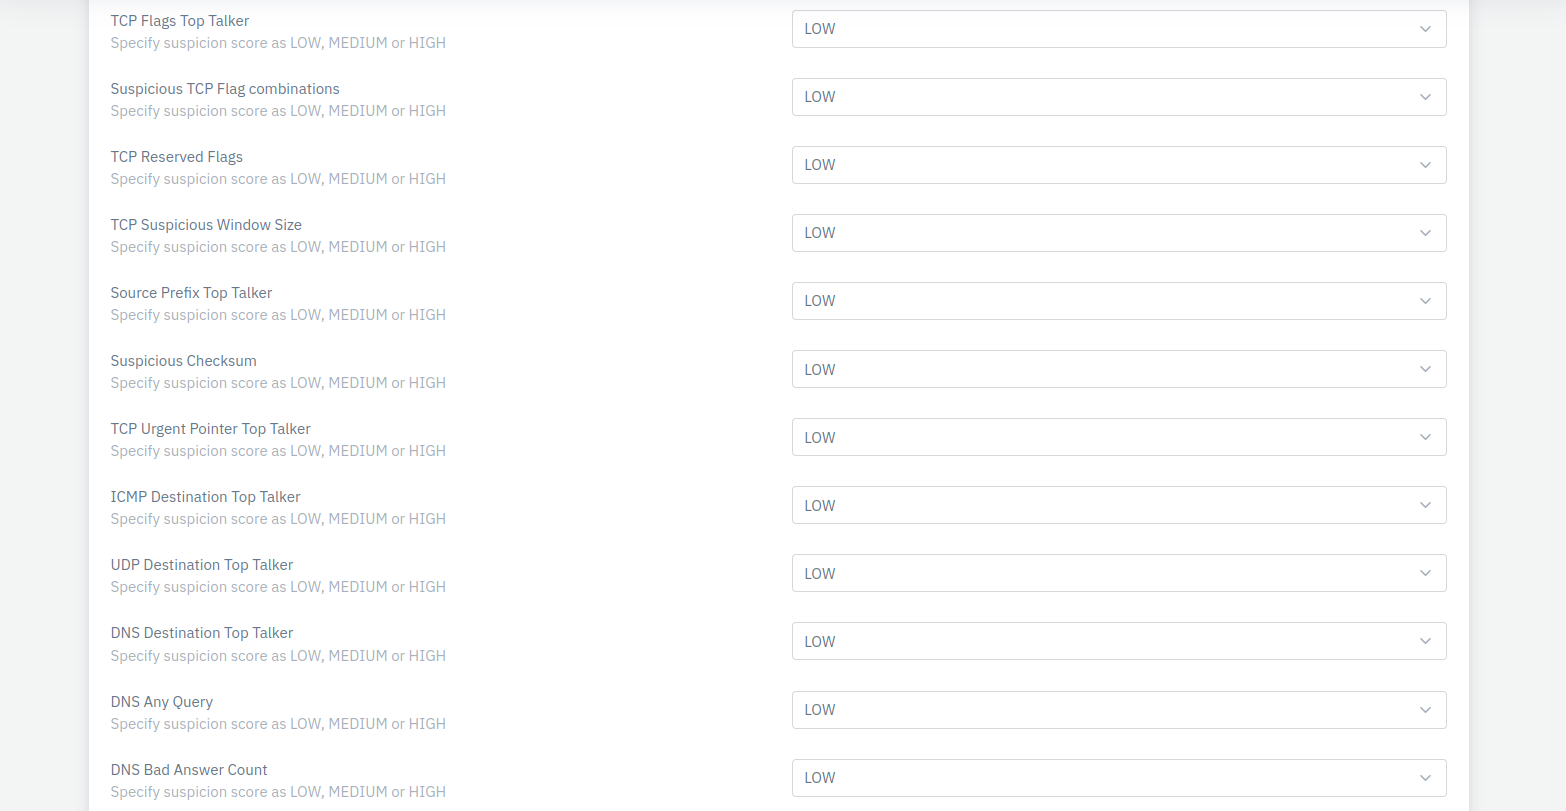 TCP Flags Top Talker
Specify suspicion score as LOW, MEDIUM or HIGH
LOW
Suspicious TCP Flag combinations
Specify suspicion score as LOW, MEDIUM or HIGH
LOW
TCP Reserved Flags
Specify suspicion score as LOW, MEDIUM or HIGH
LOW
TCP Suspicious Window Size
Specify suspicion score as LOW, MEDIUM or HIGH
LOW
Source Prefix Top Talker
Specify suspicion score as LOW, MEDIUM or HIGH
LOW
Suspicious Checksum
Specify suspicion score as LOW, MEDIUM or HIGH
LOW
TCP Urgent Pointer Top Talker
Specify suspicion score as LOW, MEDIUM or HIGH
LOW
ICMP Destination Top Talker
Specify suspicion score as LOW, MEDIUM or HIGH
LOW
UDP Destination Top Talker
Specify suspicion score as LOW, MEDIUM or HIGH
LOW
DNS Destination Top Talker
Specify suspicion score as LOW, MEDIUM or HIGH
LOW
DNS Any Query
Specify suspicion score as LOW, MEDIUM or HIGH
LOW
DNS Bad Answer Count
Specify suspicion score as LOW, MEDIUM or HIGH
LOW